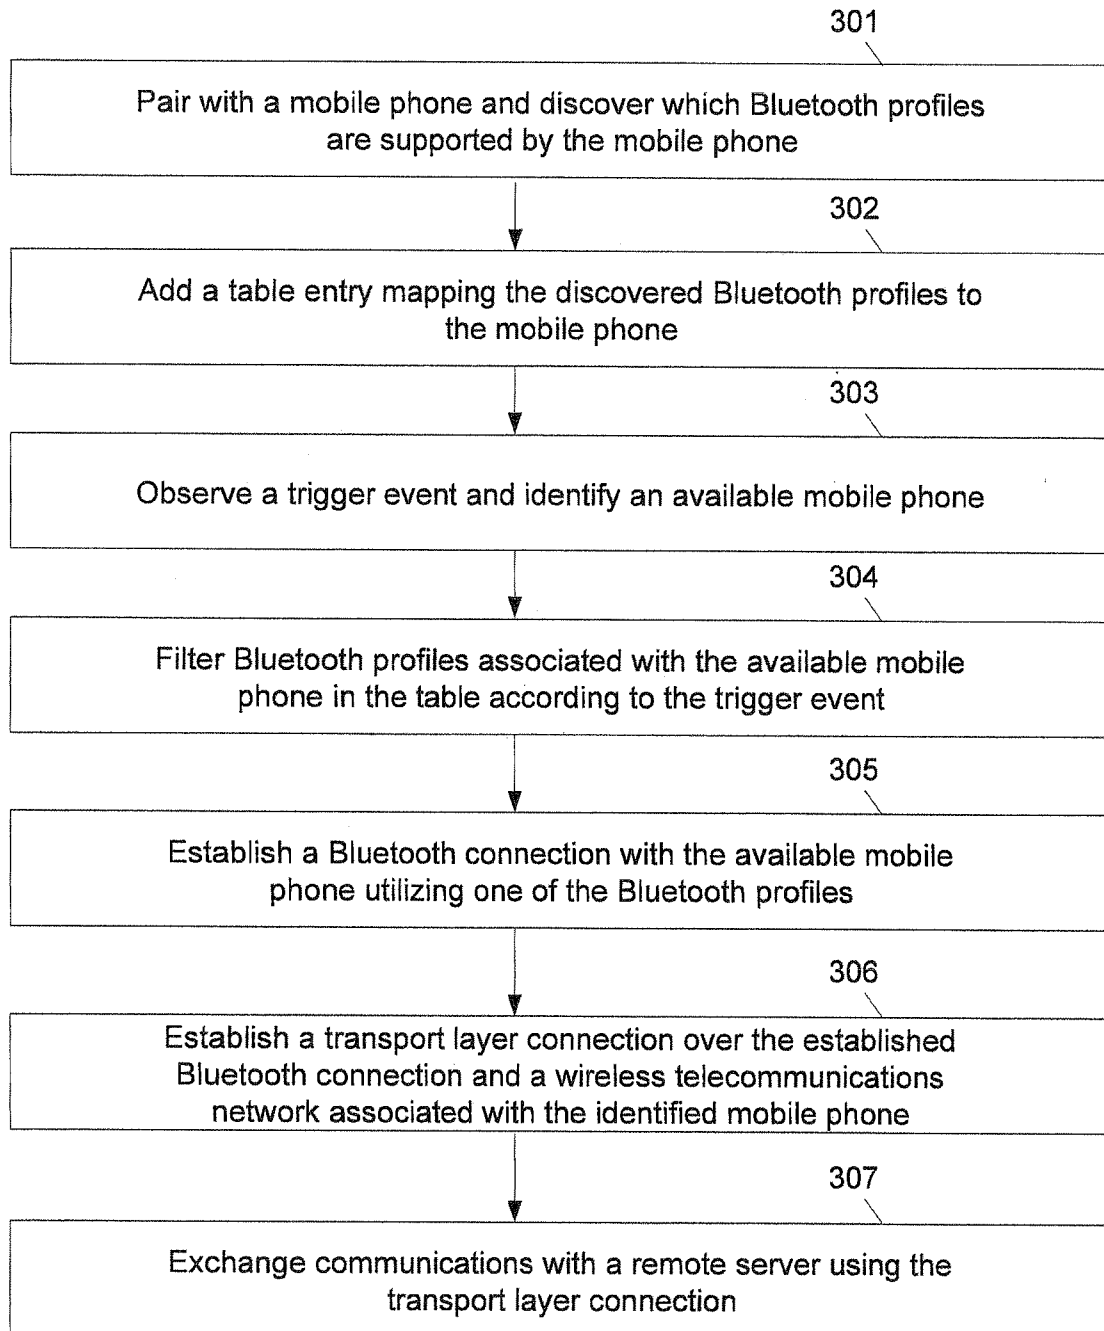 301
Pair with a mobile phone and discover which Bluetooth profiles
are supported by the mobile phone
302
Add a table entry mapping the discovered Bluetooth profiles to
the mobile phone
303
Observe a trigger event and identify an available mobile phone
304
Filter Bluetooth profiles associated with the available mobile
phone in the table according to the trigger event
305
Establish a Bluetooth connection with the available mobile
phone utilizing one of the Bluetooth profiles
306
Establish a transport layer connection over the established
Bluetooth connection and a wireless telecommunications
network associated with the identified mobile phone
307
Exchange communications with a remote server using the
transport layer connection